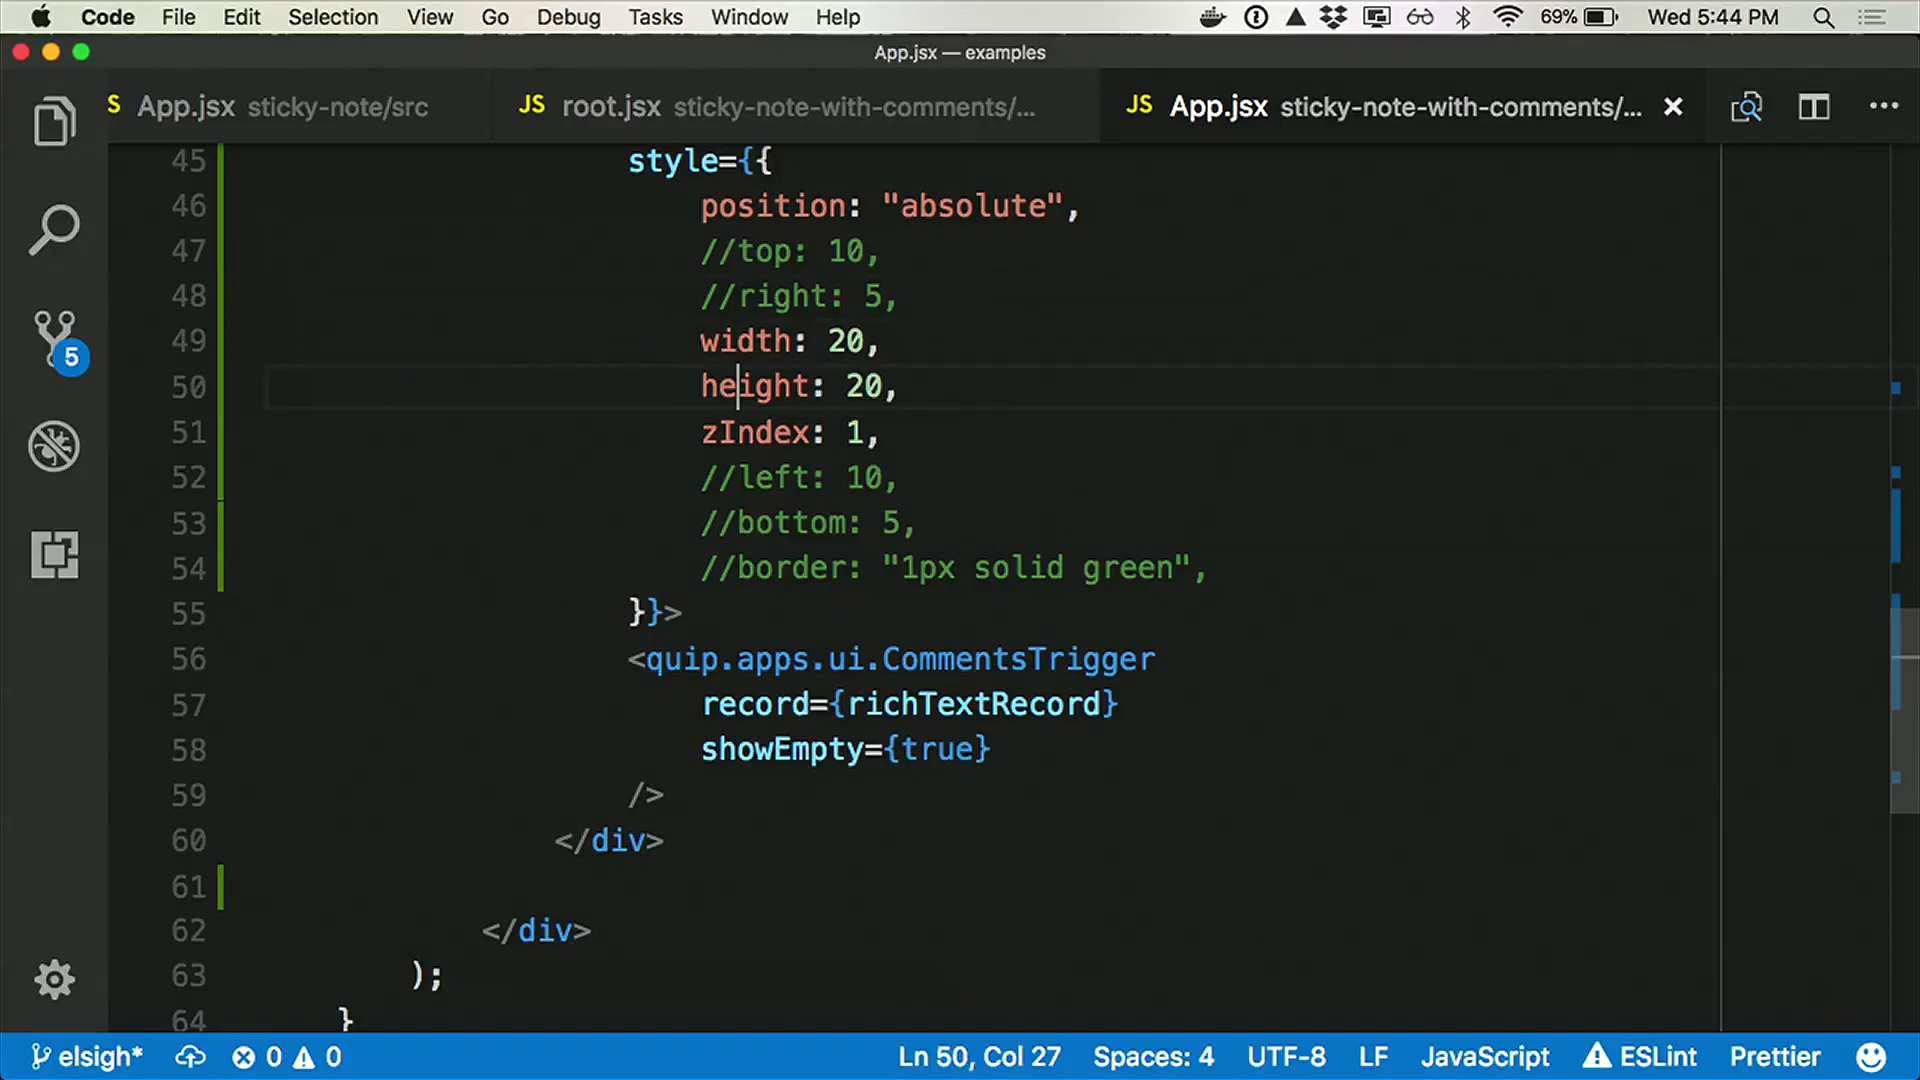 Code File Edit Selection View Go Debug Tasks Window Help 69% Wed 5:44 PM
App.jsx — examples
S App.jsx sticky-note/src JS root.jsx sticky-note-with-comments/... JS App.jsx sticky-note-with-comments/...
45 style={{
46 position: "absolute",
47 //top: 10,
48 //right: 5,
49 width: 20,
50 height: 20,
51 zIndex: 1,
52 //left: 10,
53 //bottom: 5,
54 //border: "1px solid green",
55 }}>
56 <quip.apps.ui.CommentsTrigger
57 record={richTextRecord}
58 showEmpty={true}
59 />
60 </div>
61
62 </div>
63 );
64 }
5
elsigh* 0 0 Ln 50, Col 27 Spaces: 4 UTF-8 LF JavaScript ESLint Prettier